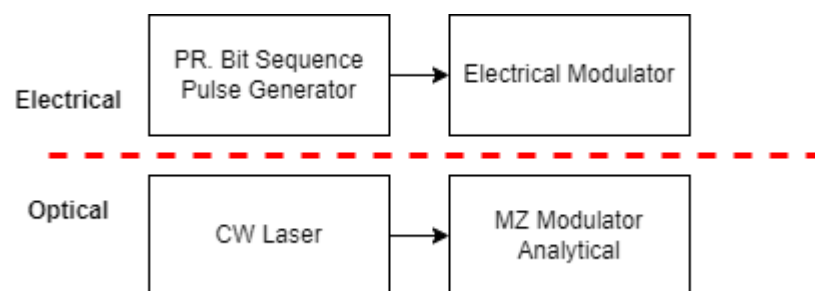 PR. Bit Sequence
Pulse Generator
Electrical Modulator
Electrical
Optical
CW Laser
MZ Modulator
Analytical